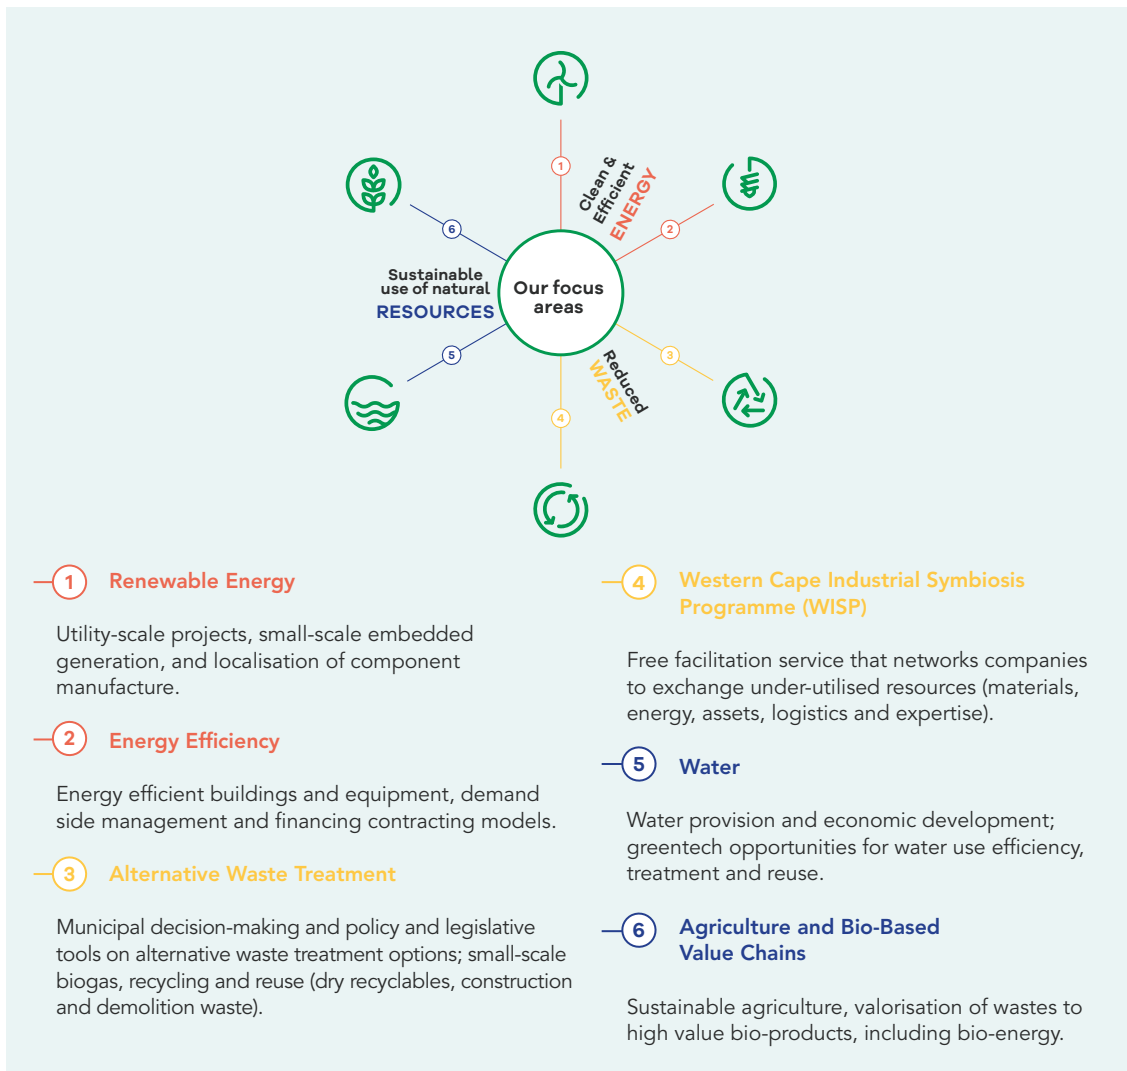 1
Clean &
Efficient
ENERGY
2
6
Sustainable
use of natural
RESOURCES
Our focus
areas
5
3
Reduced
WASTE
4
1 Renewable Energy
Utility-scale projects, small-scale embedded
generation, and localisation of component
manufacture.
2 Energy Efficiency
Energy efficient buildings and equipment, demand
side management and financing contracting models.
3 Alternative Waste Treatment
Municipal decision-making and policy and legislative
tools on alternative waste treatment options; small-scale
biogas, recycling and reuse (dry recyclables, construction
and demolition waste).
4 Western Cape Industrial Symbiosis
Programme (WISP)
Free facilitation service that networks companies
to exchange under-utilised resources (materials,
energy, assets, logistics and expertise).
5 Water
Water provision and economic development;
greentech opportunities for water use efficiency,
treatment and reuse.
6 Agriculture and Bio-Based
Value Chains
Sustainable agriculture, valorisation of wastes to
high value bio-products, including bio-energy.